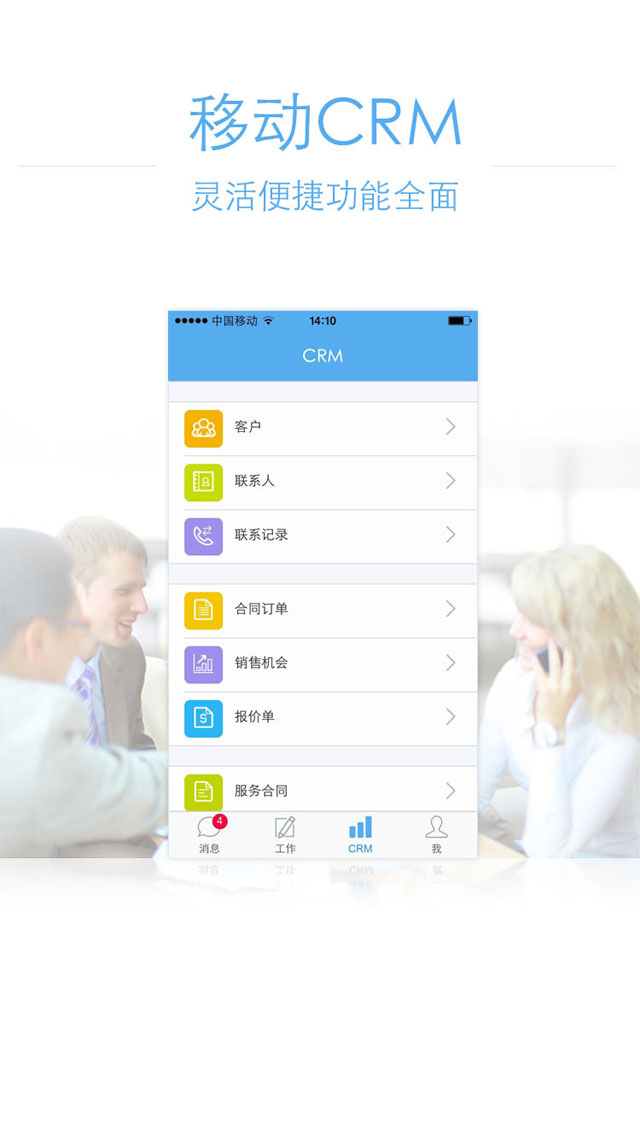 移动CRM
灵活便捷功能全面
中国移动 14:10
CRM
客户
联系人
联系记录
合同订单
销售机会
报价单
服务合同
4
消息 工作 CRM 我